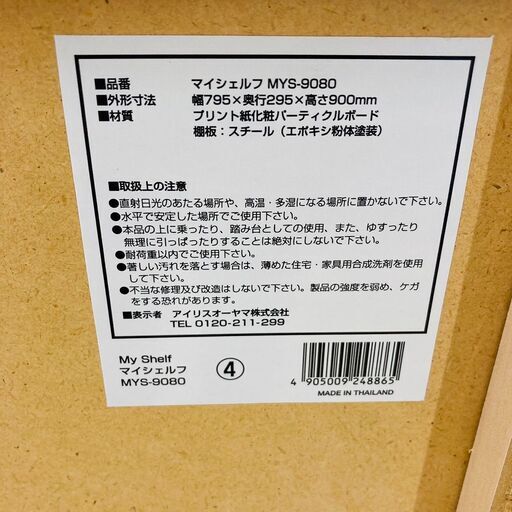 ■品番 マイシェルフ MYS-9080
■外形寸法 幅795×奥行295×高さ900mm
■材質 プリント紙化粧パーティクルボード
棚板：スチール（エポキシ粉体塗装）
■取扱上の注意
●直射日光のあたる場所や、高温・多湿になる場所に置かないで下さい。
●水平で安定した場所でご使用下さい。
●本品の上に乗ったり、踏み台としての使用、また、ゆすったり
無理に引っぱったりすることは絶対にしないで下さい。
●耐荷重以内でご使用下さい。
●著しい汚れを落とす場合は、薄めた住宅・家具用合成洗剤を使用
して下さい。
●不当な修理及び改造はしないで下さい。製品の強度を弱め、ケガ
をする恐れがあります。
■表示者 アイリスオーヤマ株式会社
TEL 0120-211-299
My Shelf
マイシェルフ
MYS-9080
④
4 905009 248865
MADE IN THAILAND